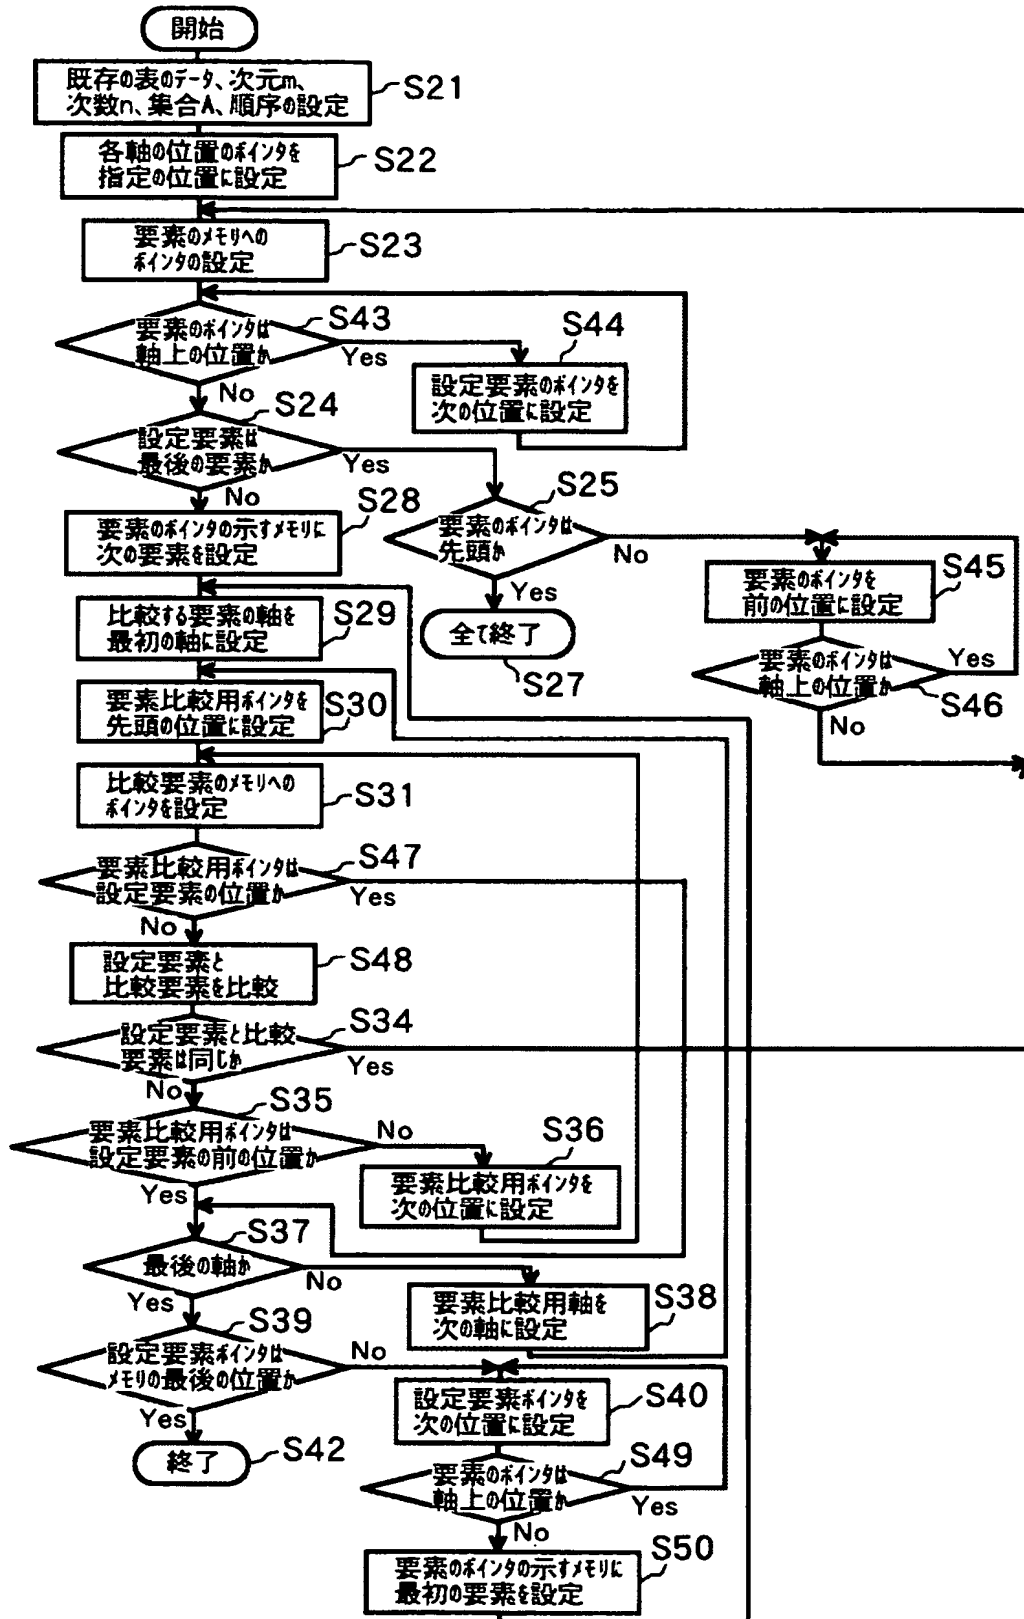 開始
既存の表のデータ、次元m、
次数n、集合A、順序の設定
S21
各軸の位置のポインタを
指定の位置に設定
S22
要素のメモリへの
ポインタの設定
S23
要素のポインタは
軸上の位置か
S43
Yes
No
S44
設定要素のポインタを
次の位置に設定
S24
設定要素は
最後の要素か
Yes
No
S25
要素のポインタは
先頭か
No
Yes
S28
要素のポインタの示すメモリに
次の要素を設定
S45
要素のポインタを
前の位置に設定
S29
比較する要素の軸を
最初の軸に設定
全て終了
S27
要素のポインタは
軸上の位置か
Yes
S46
No
S30
要素比較用ポインタを
先頭の位置に設定
S31
比較要素のメモリへの
ポインタを設定
S47
要素比較用ポインタは
設定要素の位置か
Yes
No
S48
設定要素と
比較要素を比較
S34
設定要素と比較
要素は同じか
Yes
No
S35
要素比較用ポインタは
設定要素の前の位置か
No
Yes
S36
要素比較用ポインタを
次の位置に設定
S37
最後の軸か
No
Yes
S38
要素比較用軸を
次の軸に設定
S39
設定要素ポインタは
メモリの最後の位置か
No
Yes
S40
設定要素ポインタを
次の位置に設定
終了
S42
S49
要素のポインタは
軸上の位置か
Yes
No
S50
要素のポインタの示すメモリに
最初の要素を設定